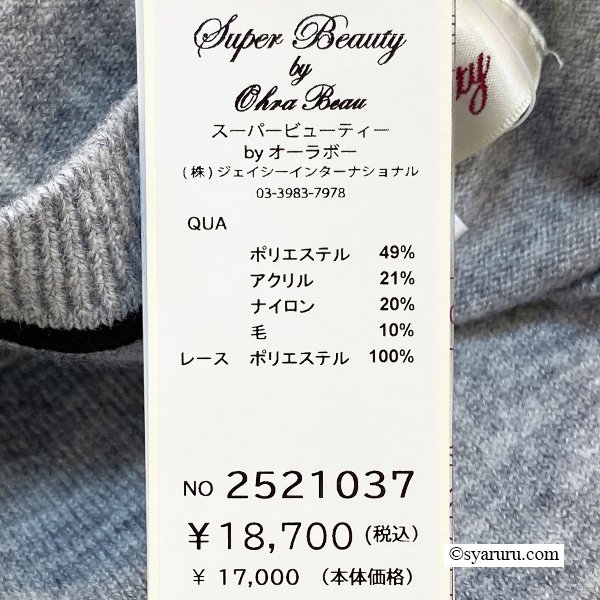 Super Beauty
by
Ohra Beau
スーパービューティー
by オーラボー
(株)ジェイシーインターナショナル
03-3983-7978
QUA
ポリエステル 49%
アクリル 21%
ナイロン 20%
毛 10%
レース ポリエステル 100%
NO 2521037
¥18,700 (税込)
¥ 17,000 (本体価格)
©syaruru.com